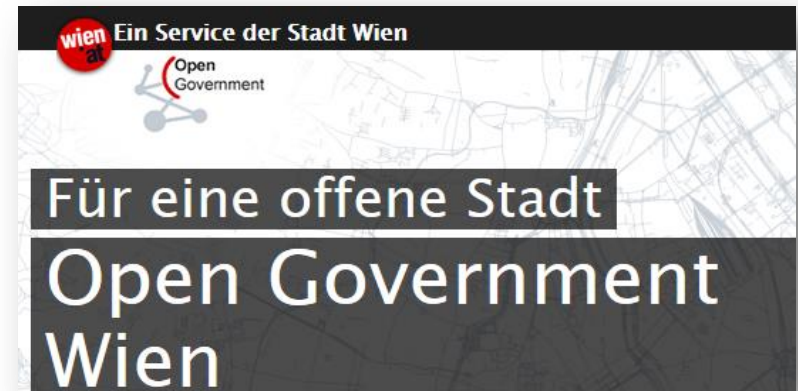 wien.at Ein Service der Stadt Wien
Open
Government
Für eine offene Stadt
Open Government
Wien